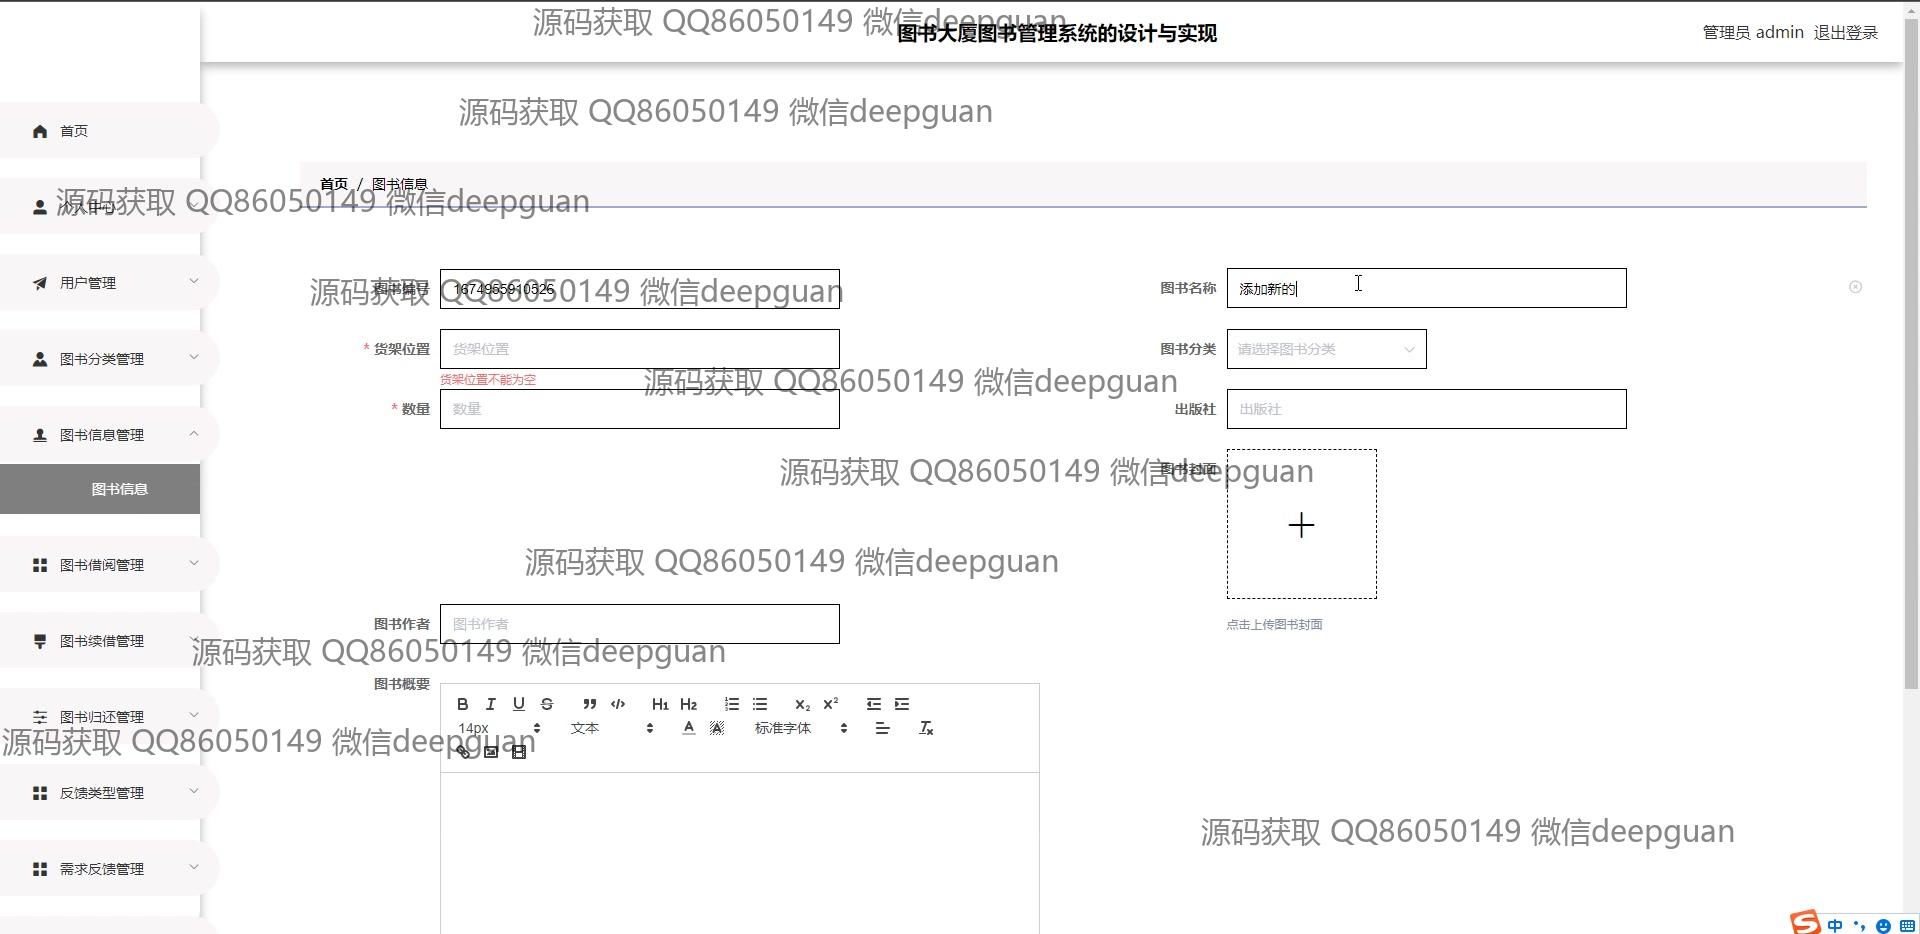 源码获取 QQ86050149 微信deepguan
图书大厦图书管理系统的设计与实现
管理员 admin 退出登录
源码获取 QQ86050149 微信deepguan
首页
首页 / 图书信息
个人中心
源码获取 QQ86050149 微信deepguan
用户管理
图书编号 1674955910526
源码获取 QQ86050149 微信deepguan
图书名称 添加新的
* 货架位置 货架位置
图书分类 请选择图书分类
图书分类管理
货架位置不能为空
源码获取 QQ86050149 微信deepguan
* 数量 数量
出版社 出版社
图书信息管理
图书封面
源码获取 QQ86050149 微信deepguan
图书信息
图书借阅管理
源码获取 QQ86050149 微信deepguan
图书作者 图书作者
点击上传图书封面
图书续借管理
源码获取 QQ86050149 微信deepguan
图书概要
B I U S H1 H2 x₂ x²
图书归还管理
14px 文本 A A 标准字体 Tx
源码获取 QQ86050149 微信deepguan
反馈类型管理
源码获取 QQ86050149 微信deepguan
需求反馈管理
S 中